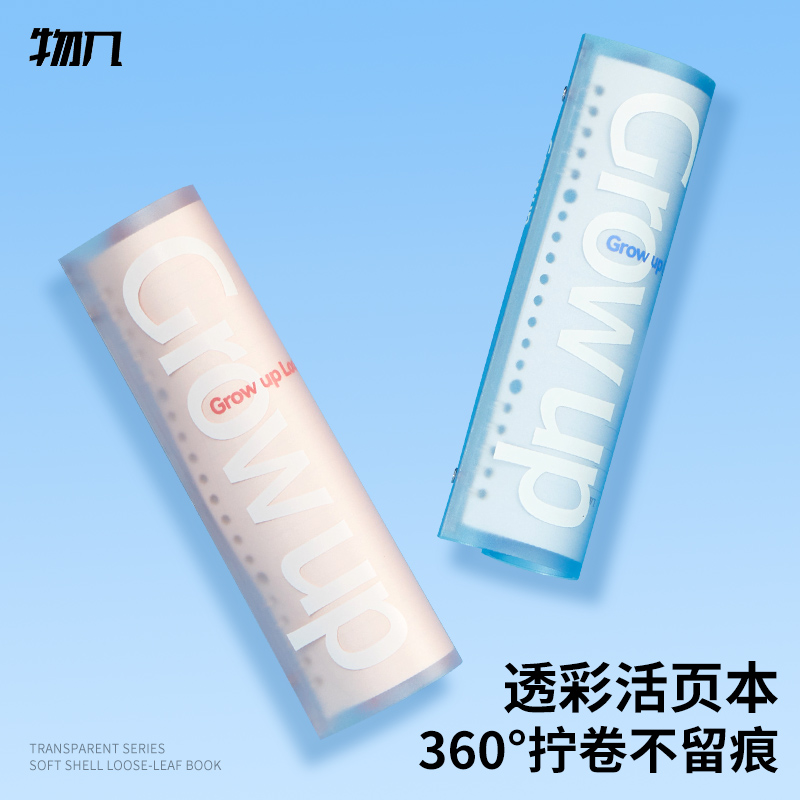 物几
Grow up
Grow up Lo
Grow up
Grow up
透彩活页本
360°拧卷不留痕
TRANSPARENT SERIES
SOFT SHELL LOOSE-LEAF BOOK